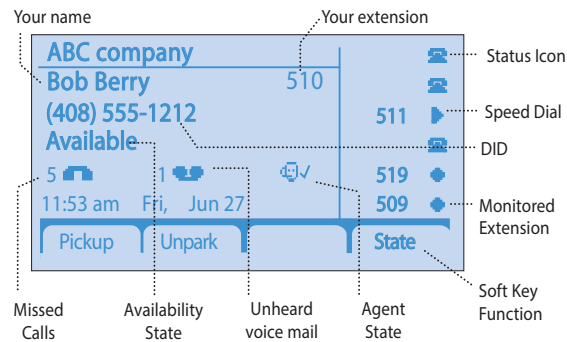 Your name
Your extension
ABC company
Status Icon
Bob Berry 510
(408) 555-1212 511 Speed Dial
Available DID
5 1 519
11:53 am Fri, Jun 27 509 Monitored
Extension
Pickup Unpark State
Soft Key
Function
Missed
Calls
Availability
State
Unheard
voice mail
Agent
State